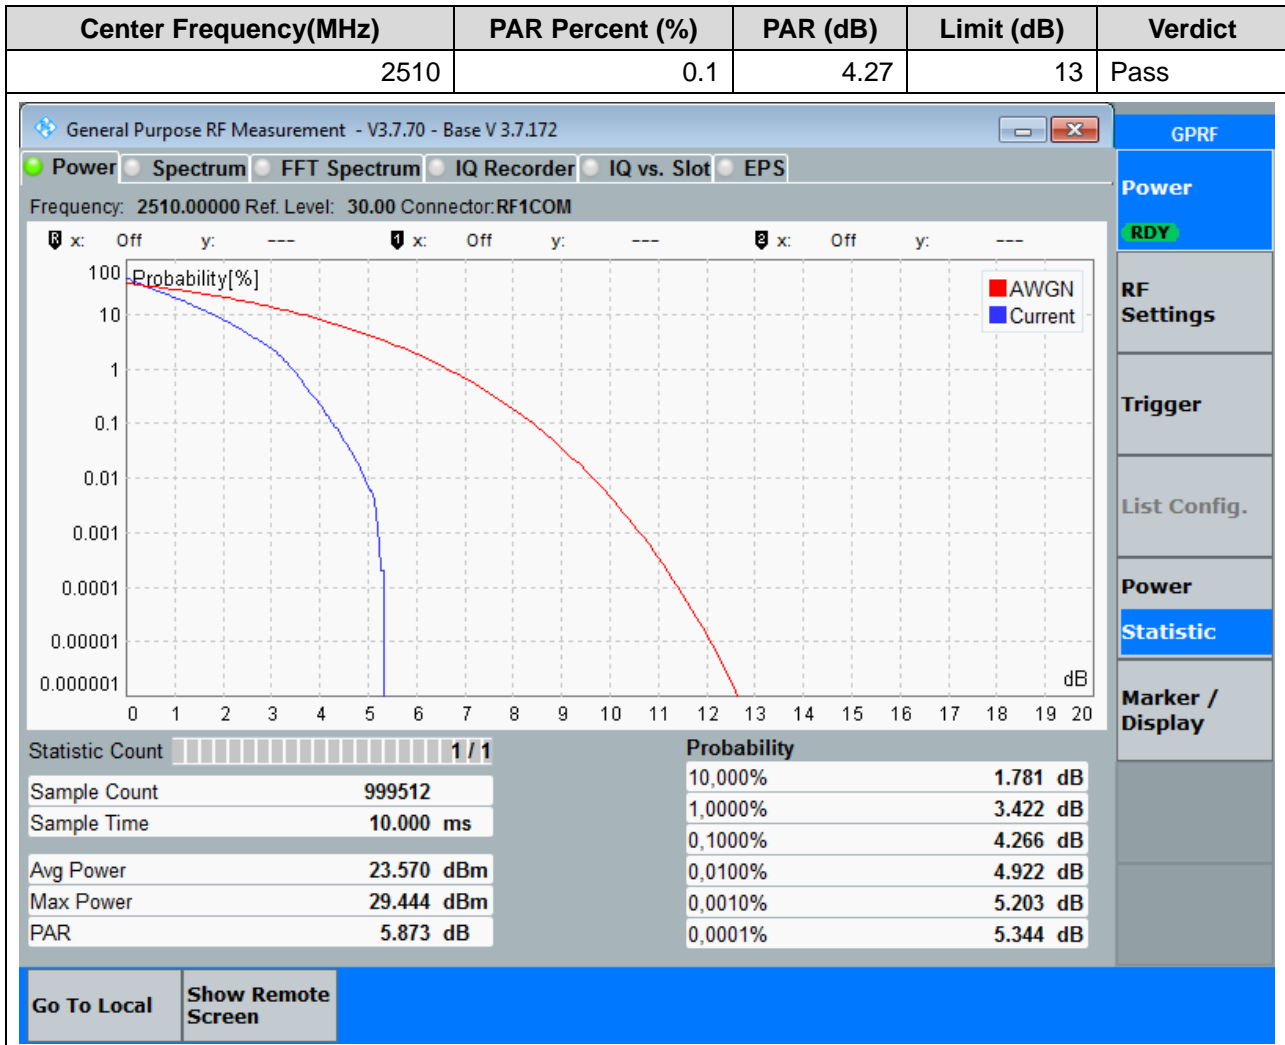 Center Frequency(MHz) PAR Percent (%) PAR (dB) Limit (dB) Verdict
2510 0.1 4.27 13 Pass
General Purpose RF Measurement - V3.7.70 - Base V 3.7.172
Power Spectrum FFT Spectrum IQ Recorder IQ vs. Slot EPS
Frequency: 2510.00000 Ref. Level: 30.00 Connector:RF1COM
R x: Off y: --- 1 x: Off y: --- 2 x: Off y: ---
Probability[%]
AWGN
Current
100
10
1
0.1
0.01
0.001
0.0001
0.00001
0.000001
dB
0 1 2 3 4 5 6 7 8 9 10 11 12 13 14 15 16 17 18 19 20
Statistic Count 1 / 1
Sample Count 999512
Sample Time 10.000 ms
Avg Power 23.570 dBm
Max Power 29.444 dBm
PAR 5.873 dB
Probability
10,000% 1.781 dB
1,0000% 3.422 dB
0,1000% 4.266 dB
0,0100% 4.922 dB
0,0010% 5.203 dB
0,0001% 5.344 dB
GPRF
Power
RDY
RF
Settings
Trigger
List Config.
Power
Statistic
Marker /
Display
Go To Local
Show Remote
Screen